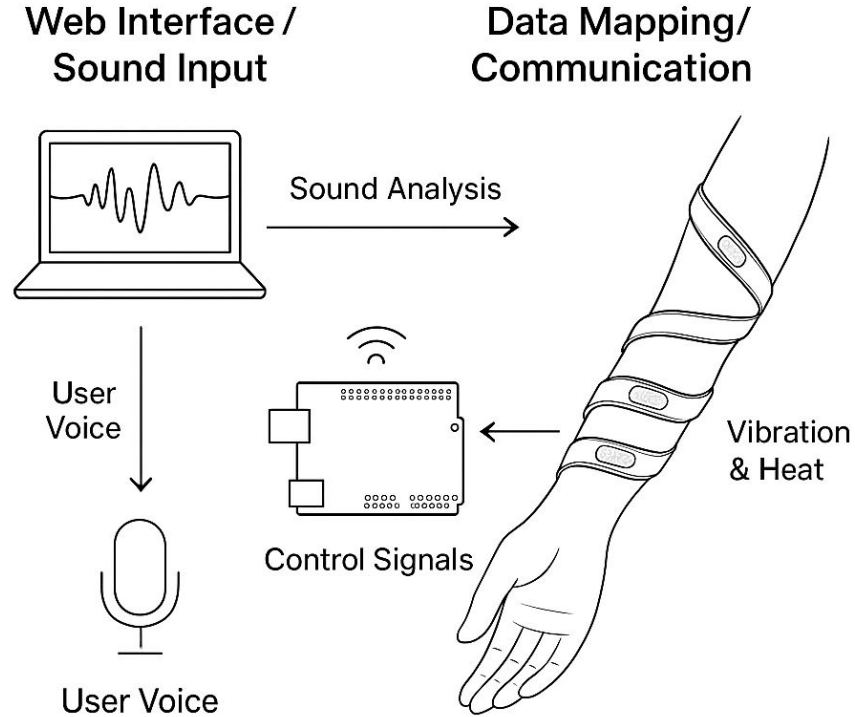 Web Interface /
Sound Input
Data Mapping/
Communication
Sound Analysis
User
Voice
Vibration
& Heat
Control Signals
User Voice